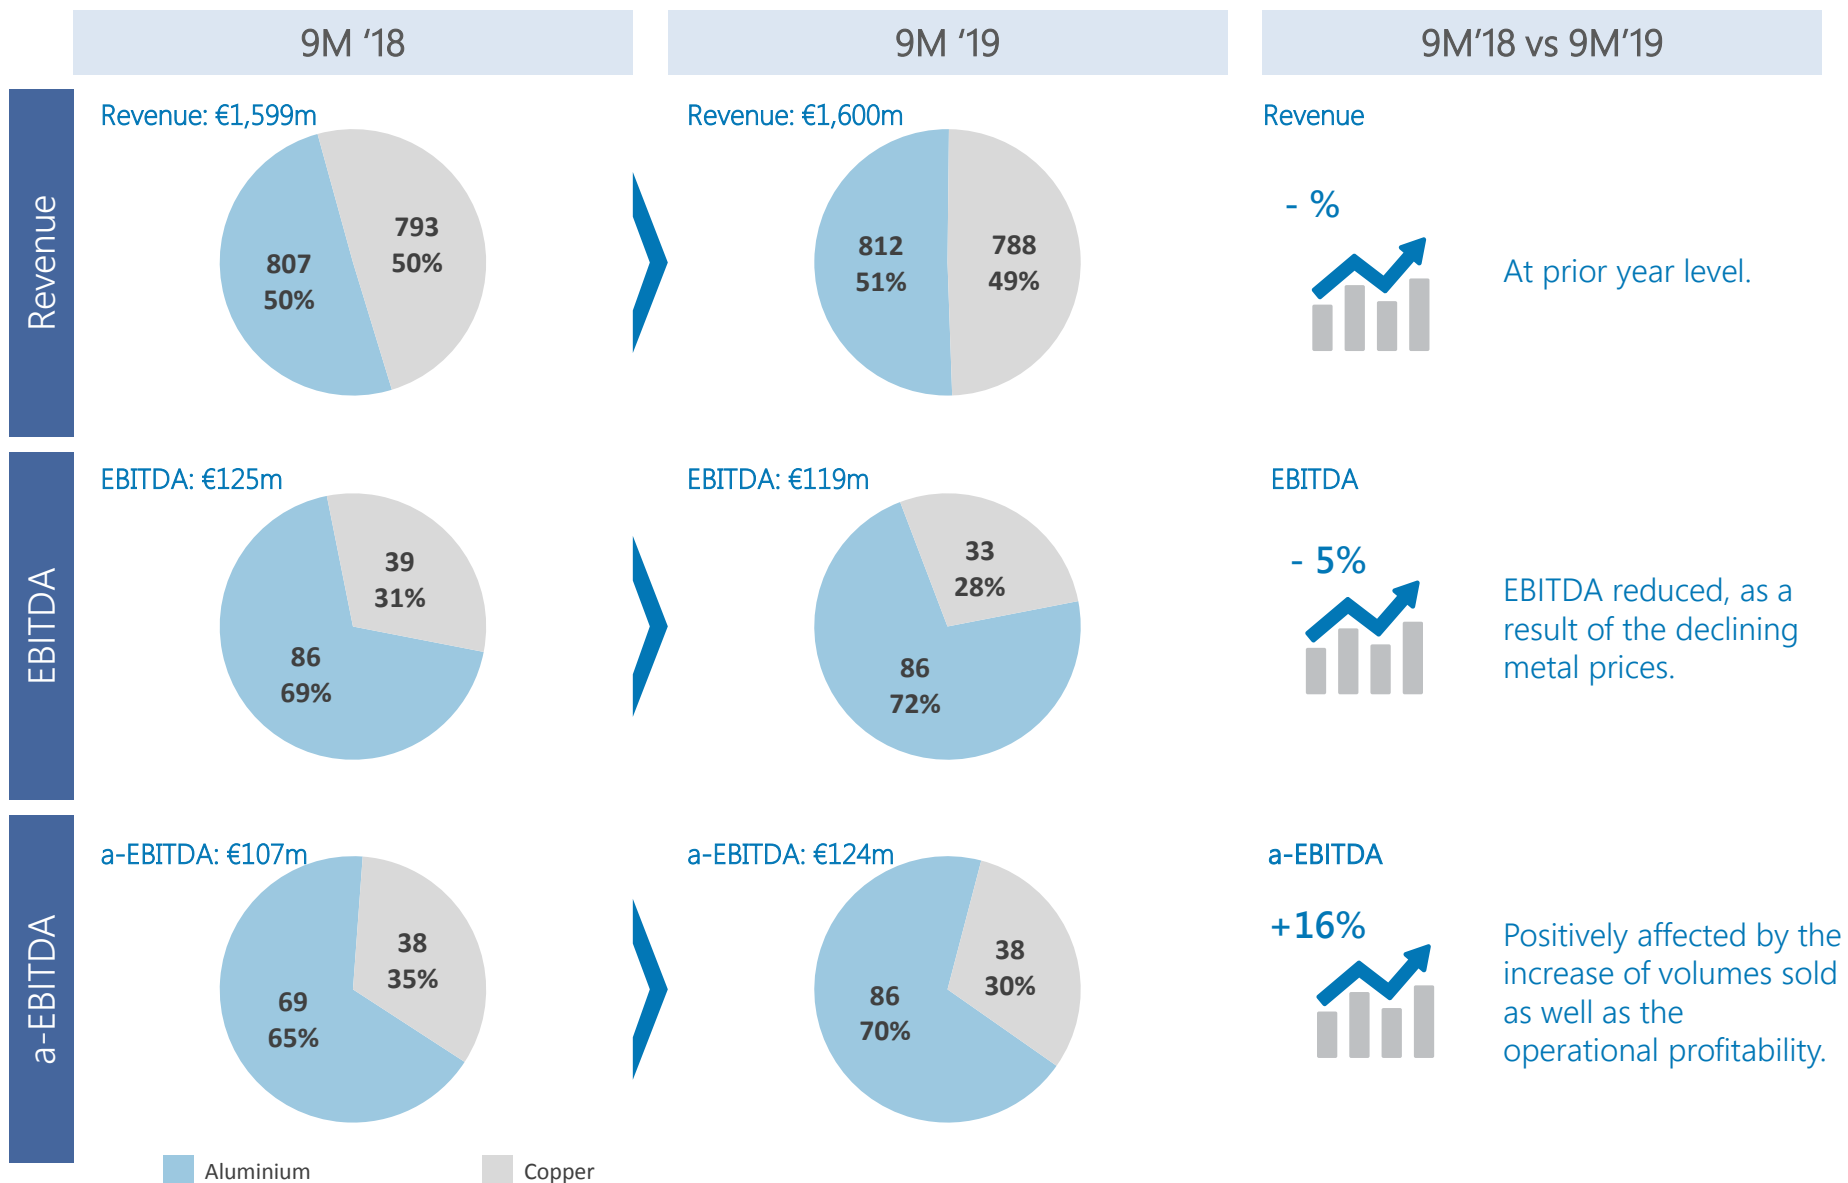 9M ‘18
9M ‘19
9M’18 vs 9M’19
Revenue
Revenue: €1,599m
793
50%
807
50%
Revenue: €1,600m
812
51%
788
49%
Revenue
- %
At prior year level.
EBITDA
EBITDA: €125m
39
31%
86
69%
EBITDA: €119m
33
28%
86
72%
EBITDA
- 5%
EBITDA reduced, as a
result of the declining
metal prices.
a-EBITDA
a-EBITDA: €107m
38
35%
69
65%
a-EBITDA: €124m
38
30%
86
70%
a-EBITDA
+16%
Positively affected by the
increase of volumes sold
as well as the
operational profitability.
Aluminium
Copper